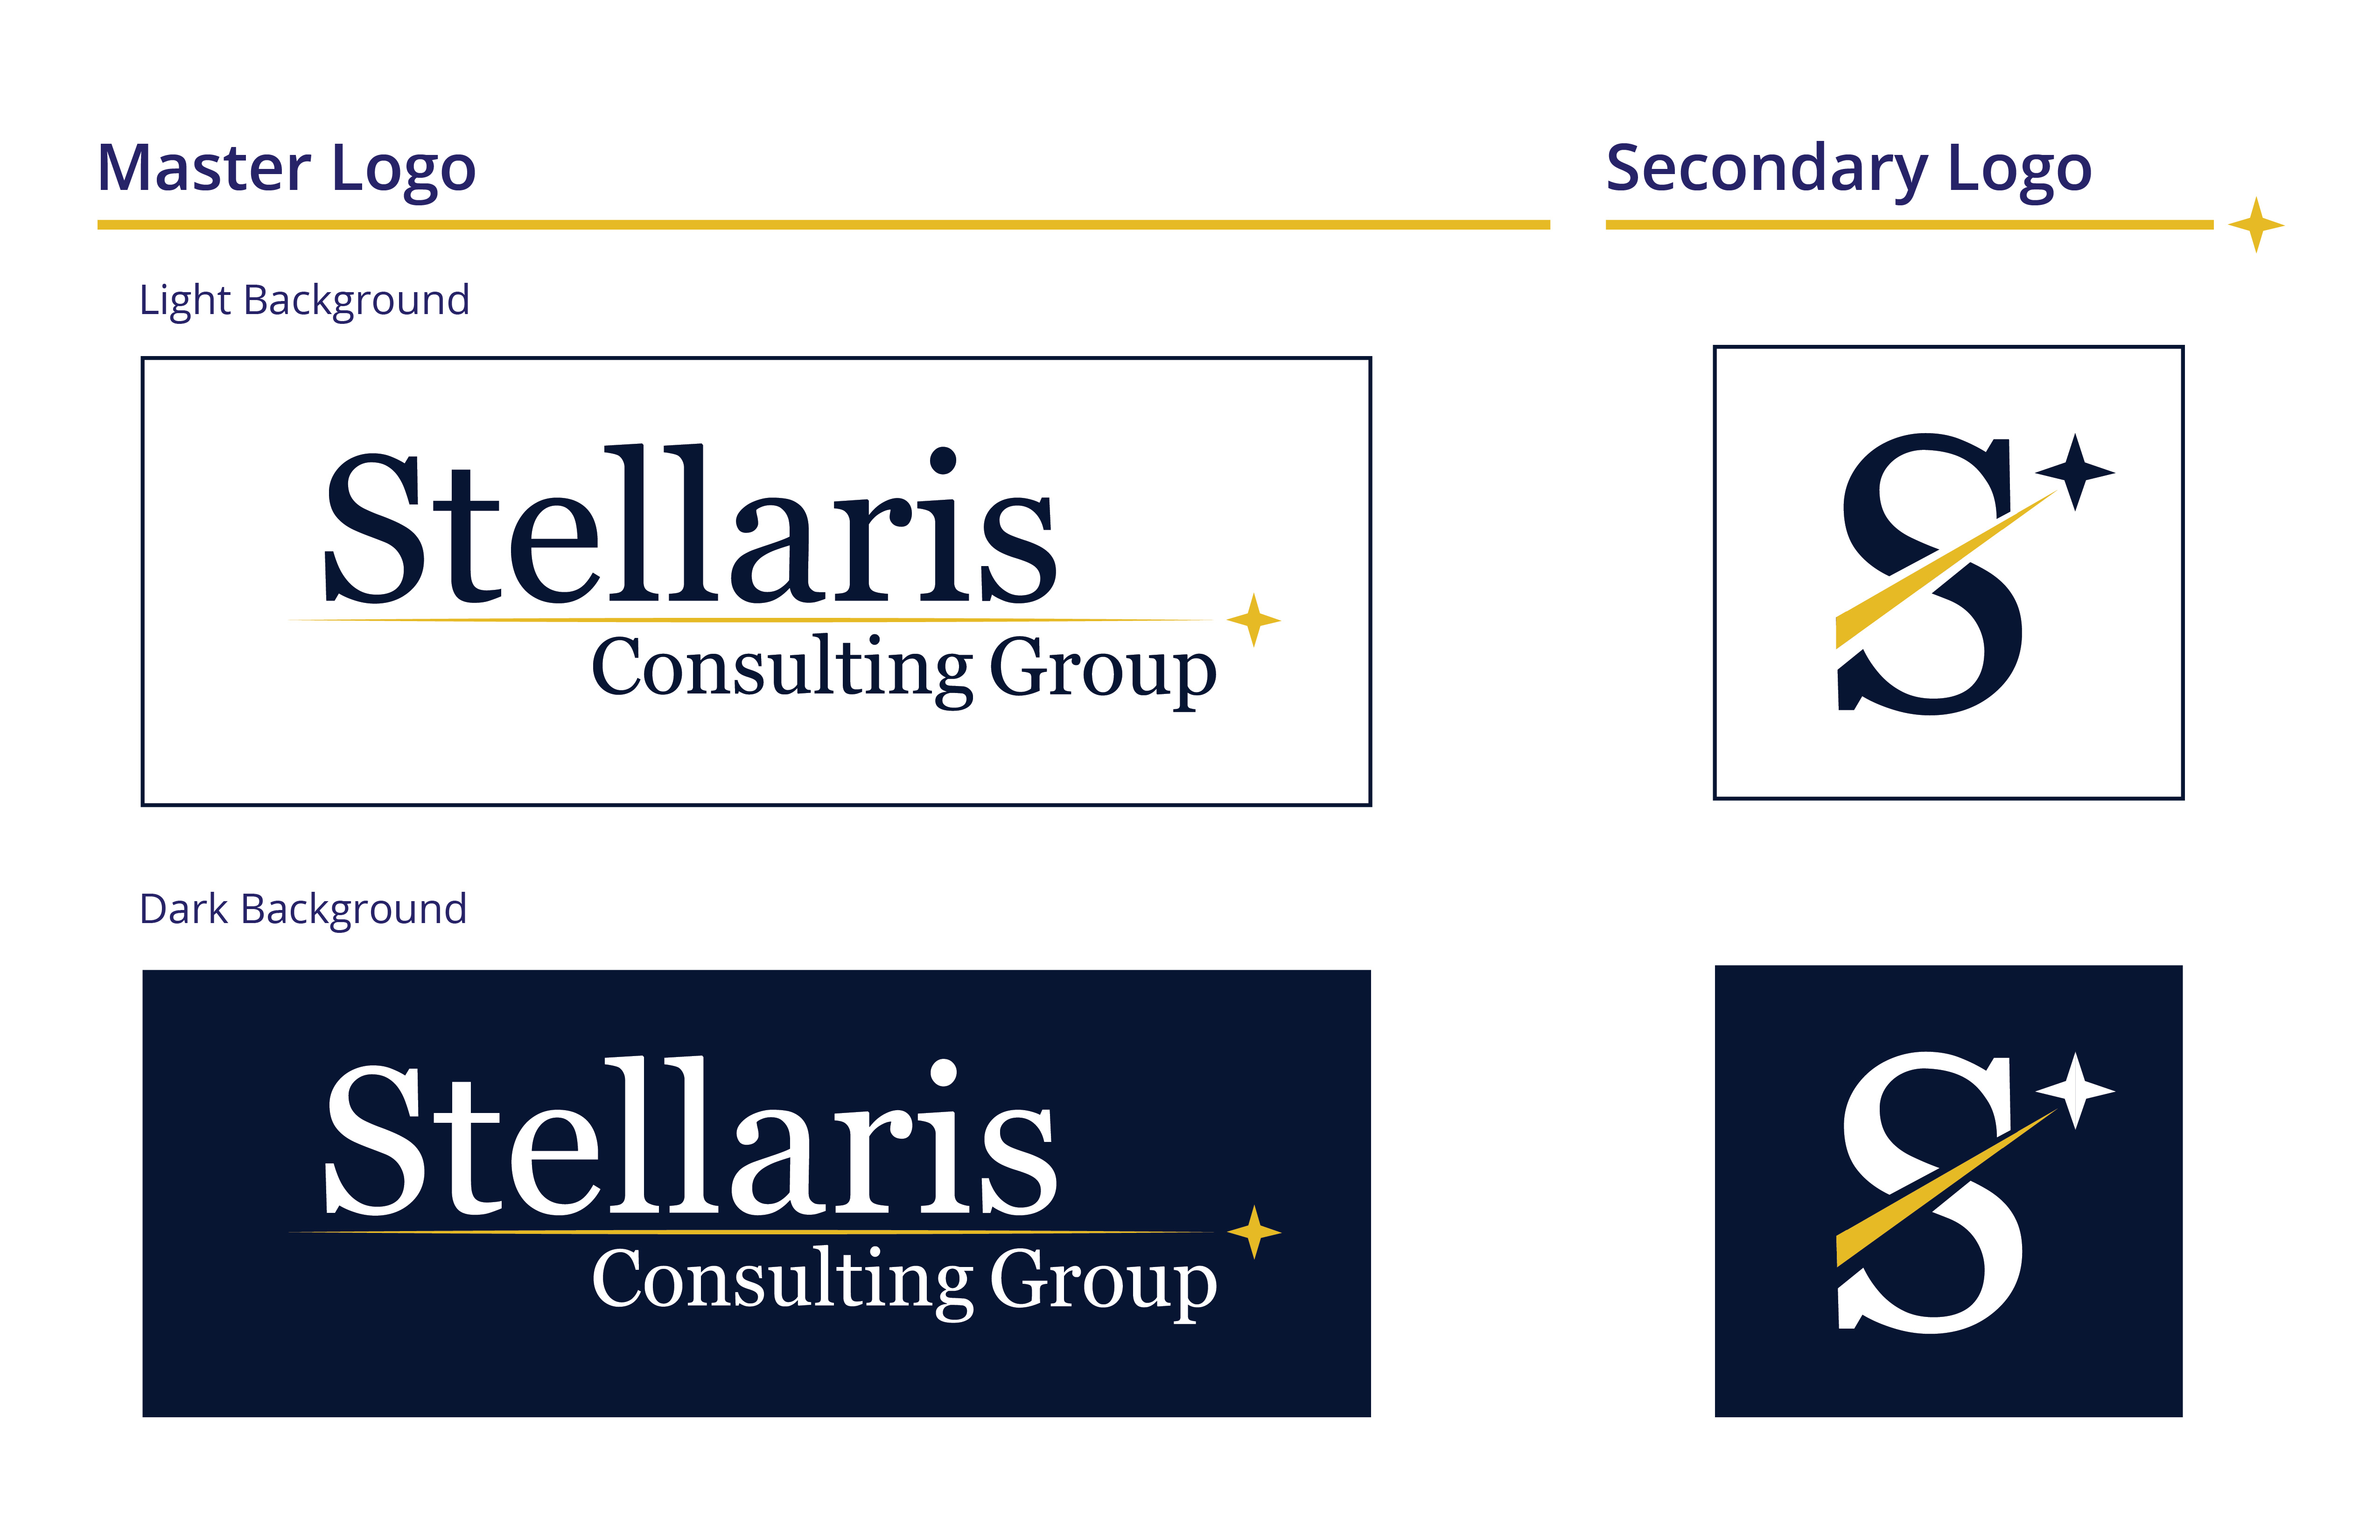 Master Logo
Secondary Logo
Light Background
Stellaris
Consulting Group
S
Dark Background
Stellaris
Consulting Group
S